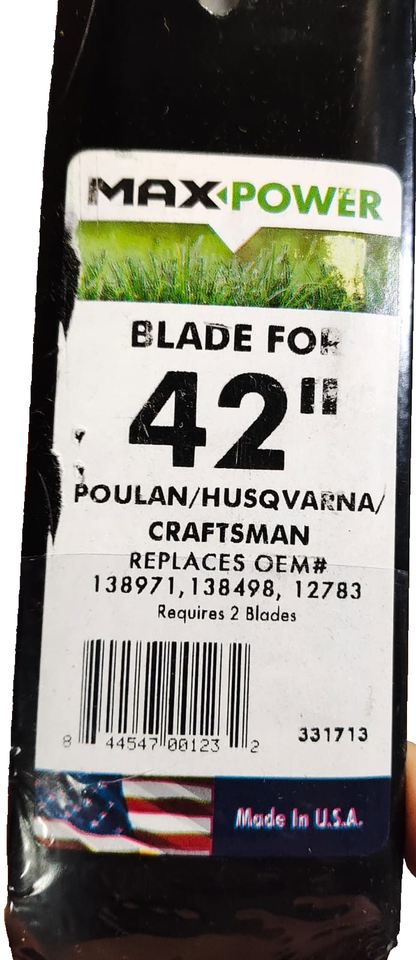 MAX POWER
BLADE FOR
42"
POULAN/HUSQVARNA/
CRAFTSMAN
REPLACES OEM#
138971, 138498, 12783
Requires 2 Blades
331713
8 44547 00123 2
Made In U.S.A.